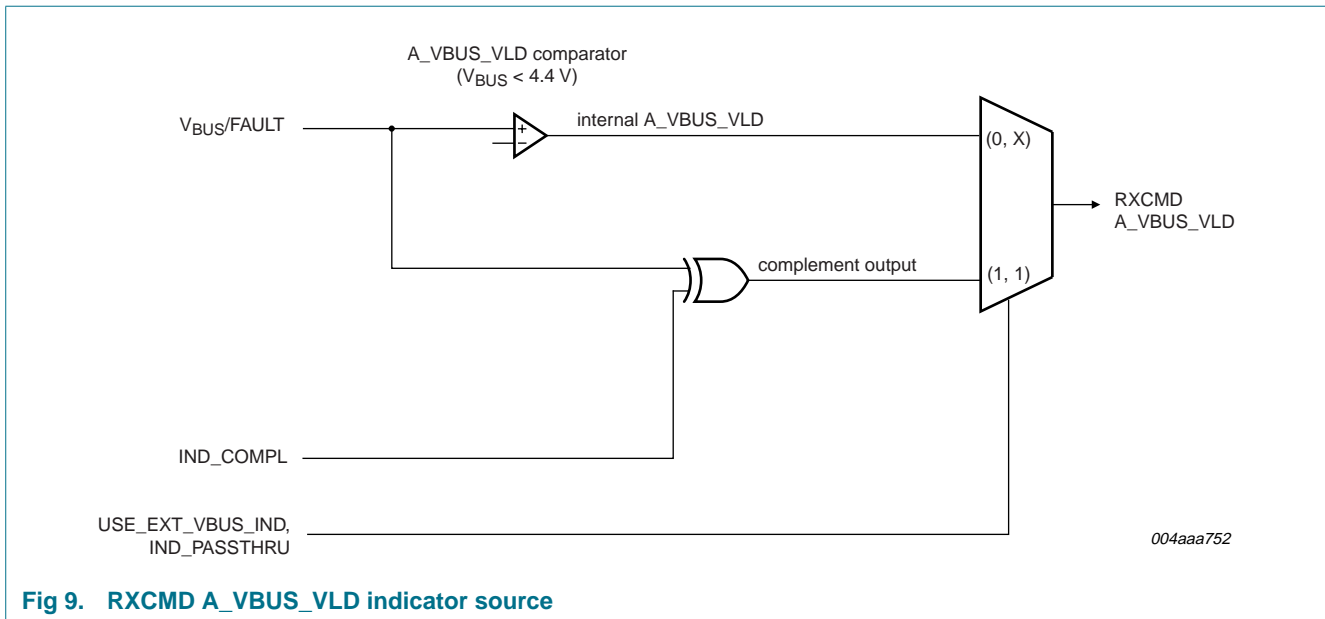 A_VBUS_VLD comparator
(VBUS < 4.4 V)
VBUS/FAULT
+
−
internal A_VBUS_VLD
(0, X)
RXCMD
A_VBUS_VLD
complement output
(1, 1)
IND_COMPL
USE_EXT_VBUS_IND,
IND_PASSTHRU
004aaa752
Fig 9. RXCMD A_VBUS_VLD indicator source